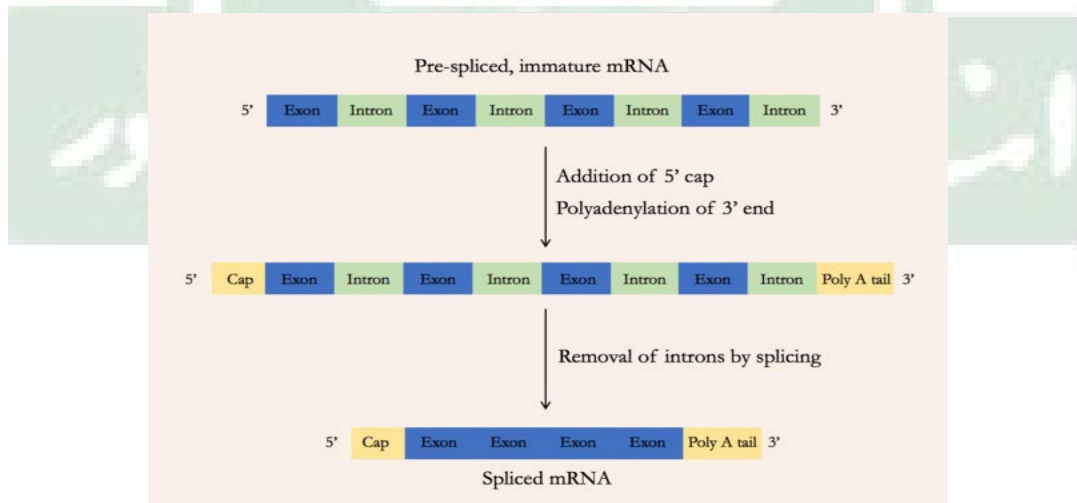 Pre-spliced, immature mRNA
5’ Exon Intron Exon Intron Exon Intron Exon Intron 3’
Addition of 5’ cap
Polyadenylation of 3’ end
5’ Cap Exon Intron Exon Intron Exon Intron Exon Intron Poly A tail 3’
Removal of introns by splicing
5’ Cap Exon Exon Exon Exon Poly A tail 3’
Spliced mRNA